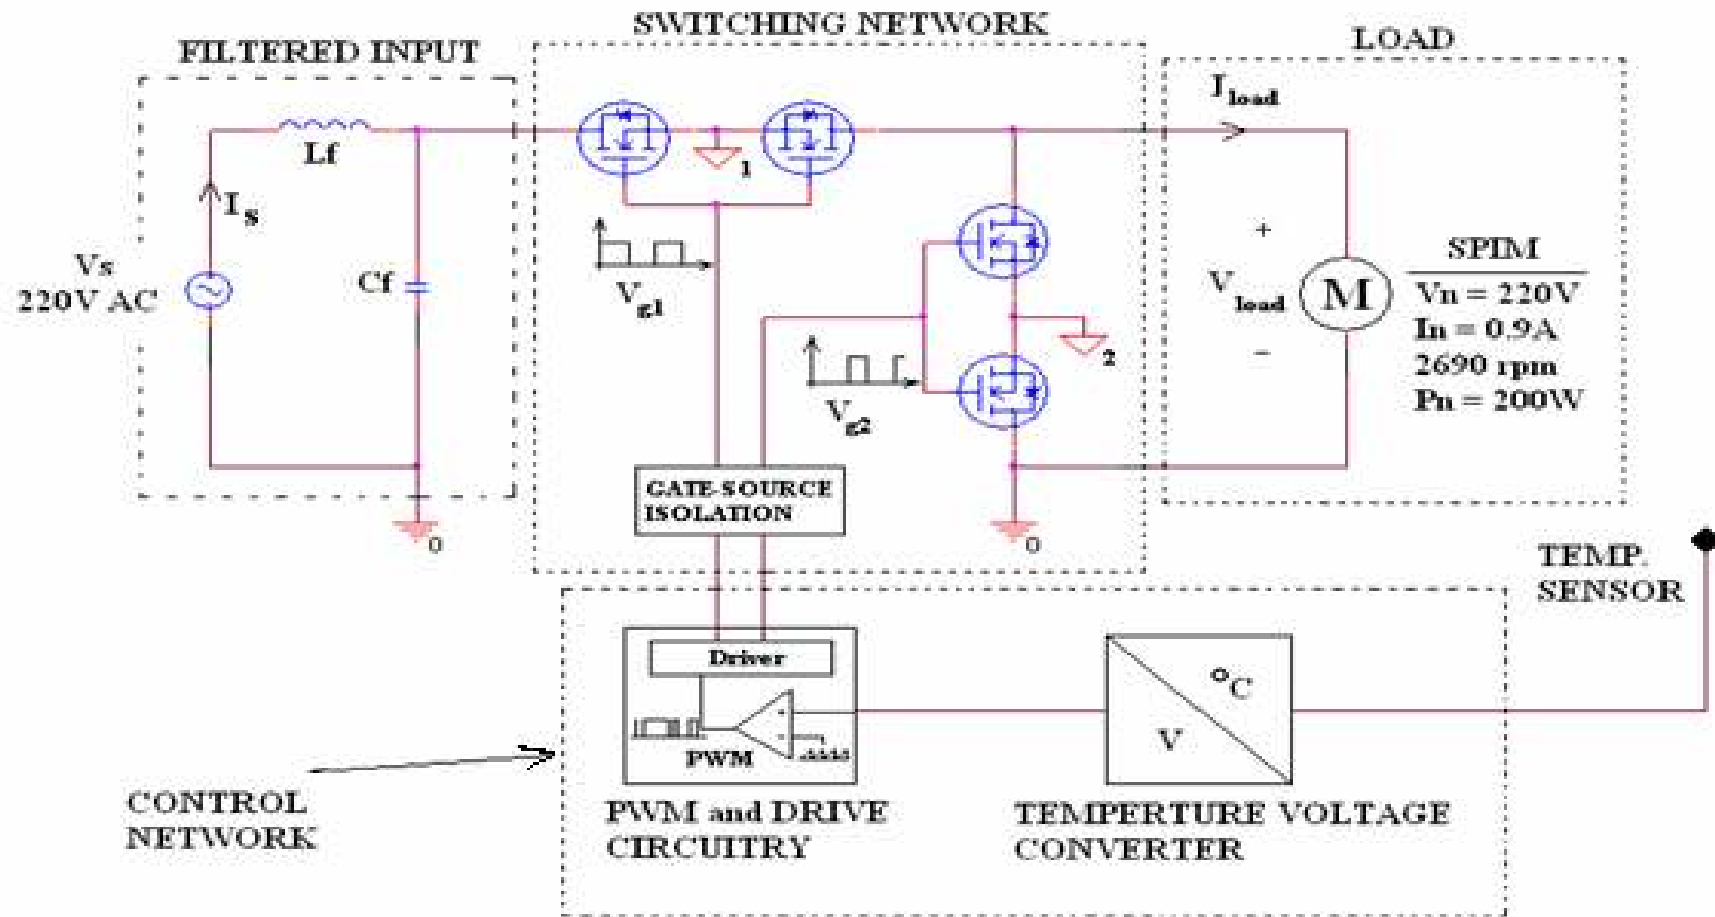 FILTERED INPUT
SWITCHING NETWORK
LOAD
Lf
Is
Vs
220V AC
Cf
0
1
Vg1
Vg2
2
GATE-SOURCE
ISOLATION
0
Iload
+
Vload
−
M
SPIM
Vn = 220V
In = 0.9A
2690 rpm
Pn = 200W
TEMP.
SENSOR
Driver
PWM
°C
V
PWM and DRIVE
CIRCUITRY
TEMPERTURE VOLTAGE
CONVERTER
CONTROL
NETWORK